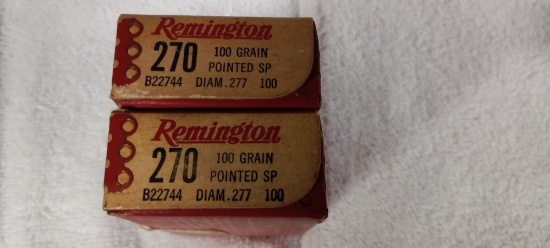 Remington
270 100 GRAIN
POINTED SP
B22744 DIAM.277 100
Remington
270 100 GRAIN
POINTED SP
B22744 DIAM.277 100